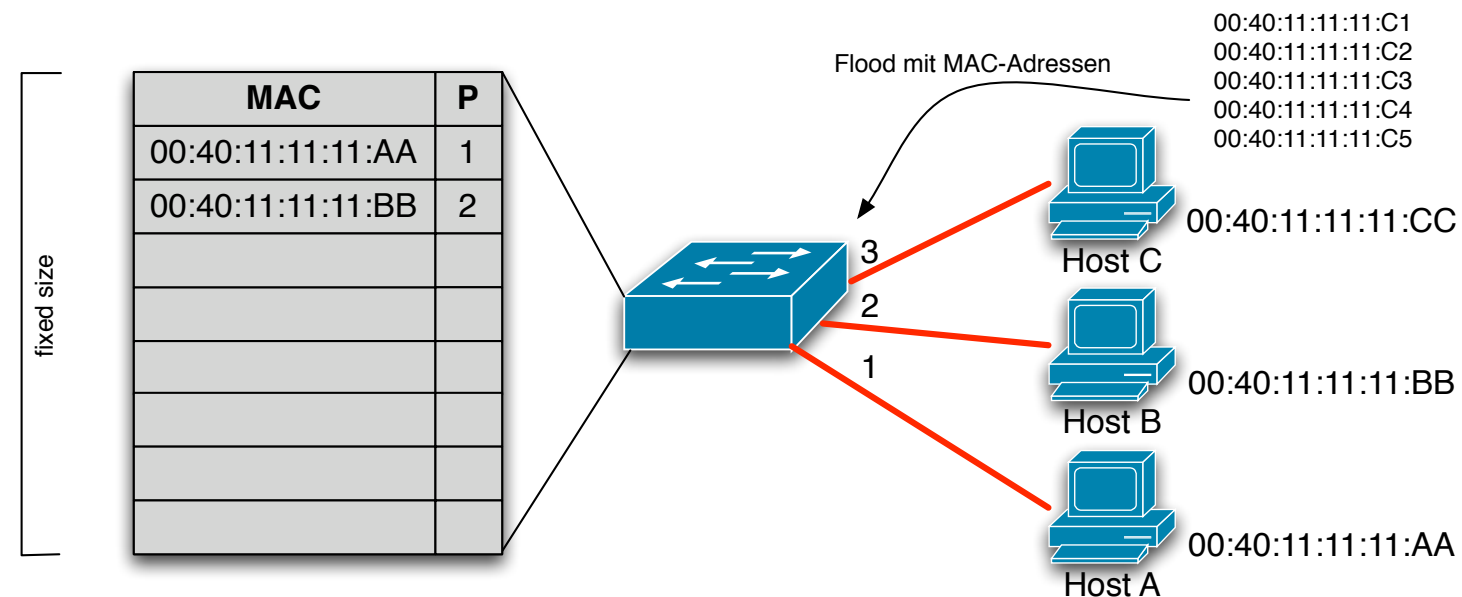 00:40:11:11:11:C1
00:40:11:11:11:C2
00:40:11:11:11:C3
00:40:11:11:11:C4
00:40:11:11:11:C5
Flood mit MAC-Adressen
MAC P
00:40:11:11:11:AA 1
00:40:11:11:11:BB 2
fixed size
3
2
1
00:40:11:11:11:CC
Host C
00:40:11:11:11:BB
Host B
00:40:11:11:11:AA
Host A